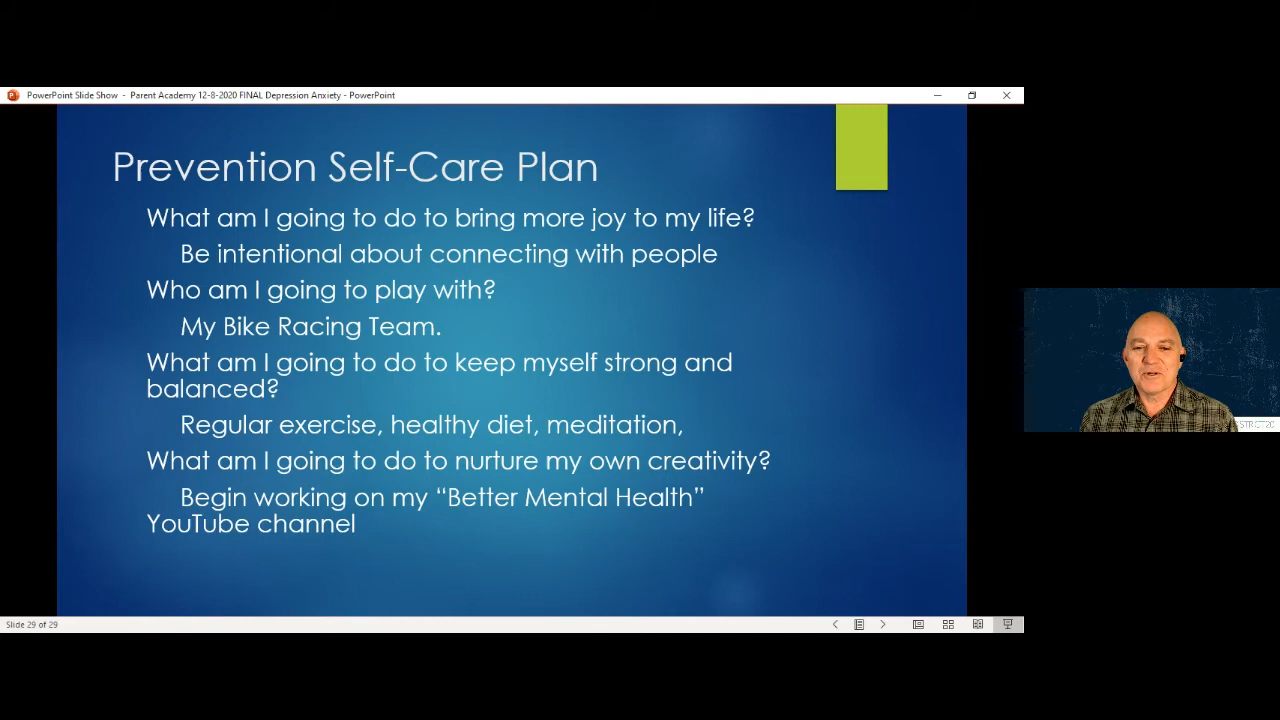 PowerPoint Slide Show - Parent Academy 12-8-2020 FINAL Depression Anxiety - PowerPoint
Prevention Self-Care Plan
What am I going to do to bring more joy to my life?
Be intentional about connecting with people
Who am I going to play with?
My Bike Racing Team.
What am I going to do to keep myself strong and
balanced?
Regular exercise, healthy diet, meditation,
What am I going to do to nurture my own creativity?
Begin working on my “Better Mental Health”
YouTube channel
Slide 29 of 29